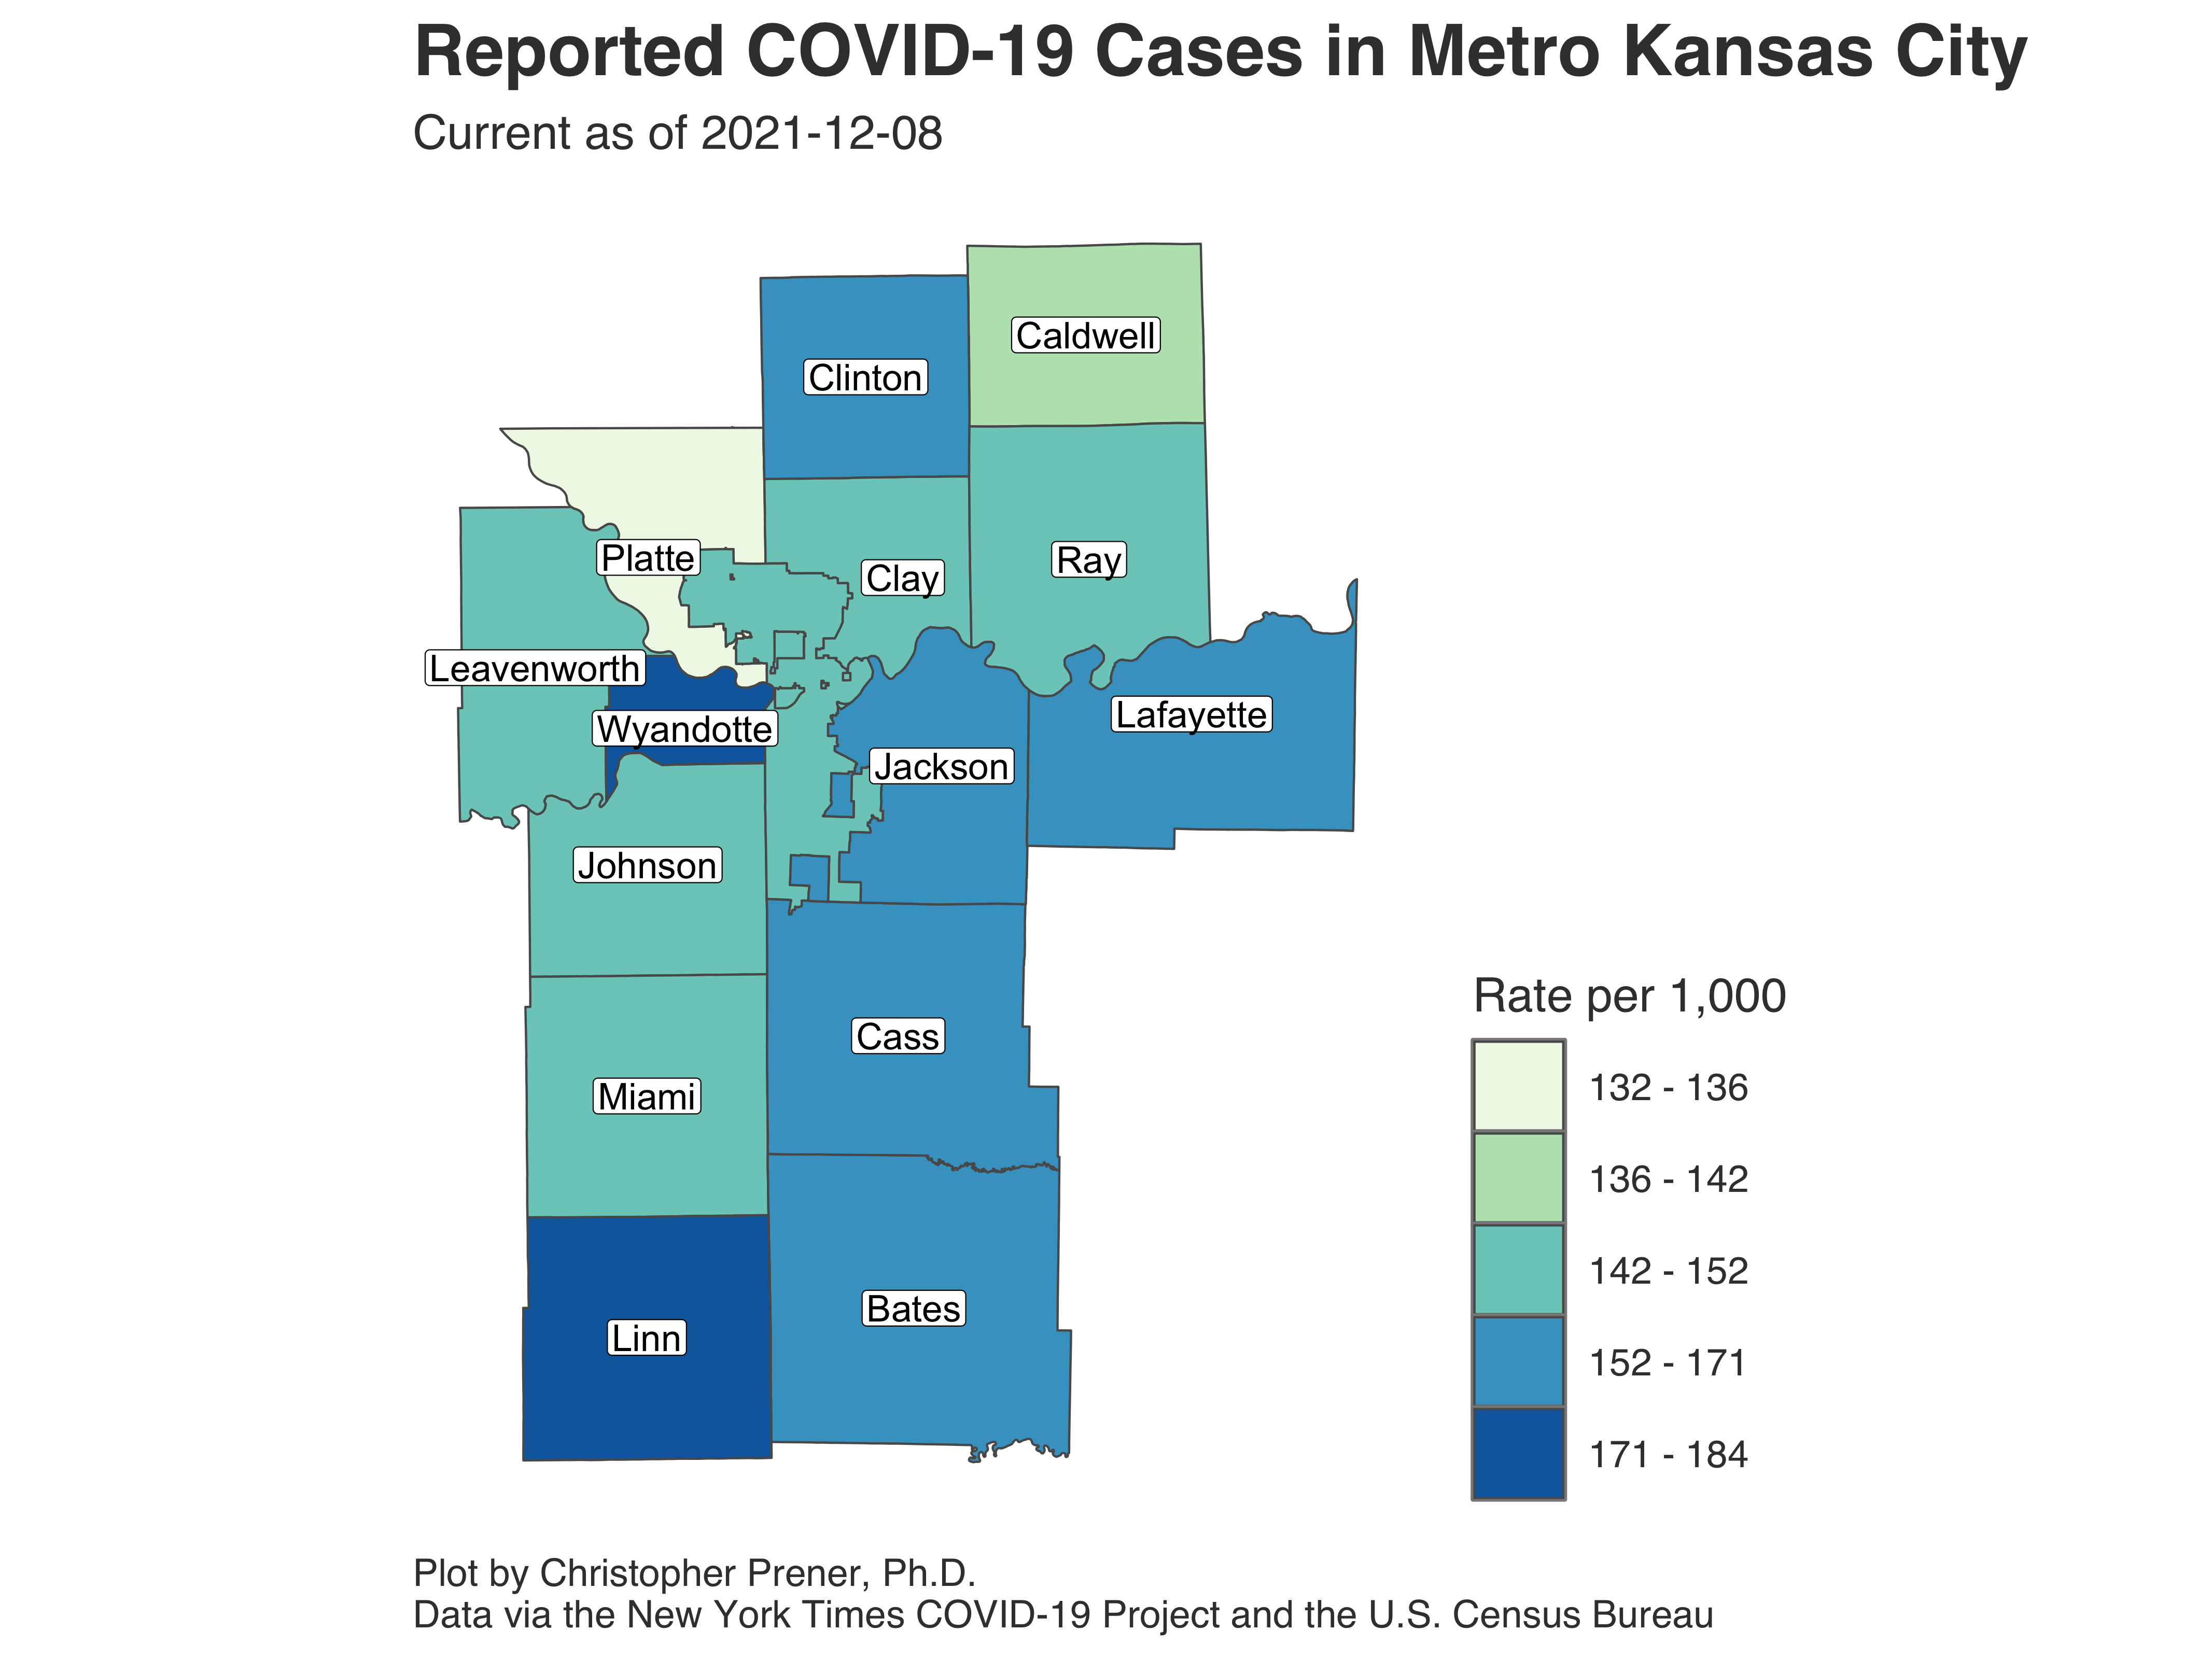 Reported COVID-19 Cases in Metro Kansas City
Current as of 2021-12-08
Caldwell
Clinton
Platte
Clay
Ray
Leavenworth
Wyandotte
Lafayette
Jackson
Johnson
Cass
Miami
Bates
Linn
Rate per 1,000
132 - 136
136 - 142
142 - 152
152 - 171
171 - 184
Plot by Christopher Prener, Ph.D.
Data via the New York Times COVID-19 Project and the U.S. Census Bureau